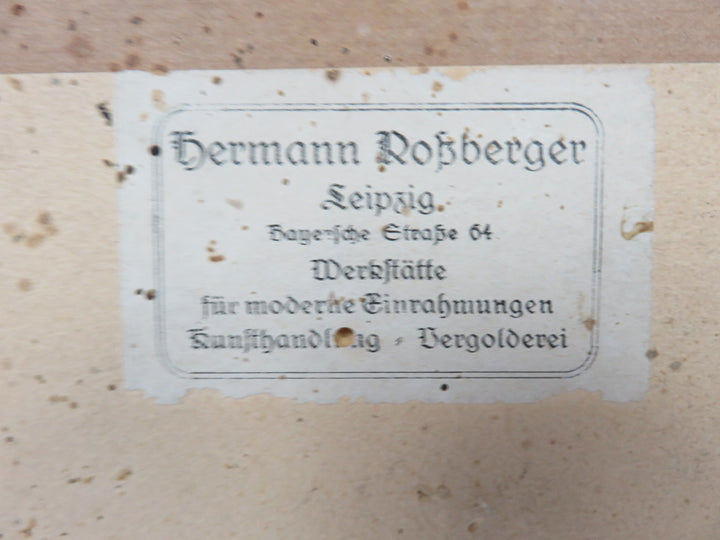 Hermann Roßberger
Leipzig.
Bayersche Straße 64
Werkstätte
für moderne Einrahmungen
Kunsthandlung - Vergolderei